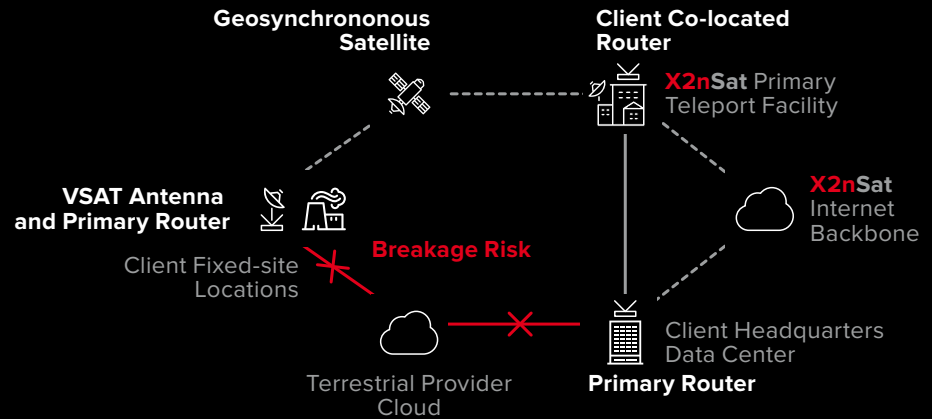 Geosynchrononous
Satellite
Client Co-located
Router
X2nSat Primary
Teleport Facility
VSAT Antenna
and Primary Router
X2nSat
Internet
Backbone
Breakage Risk
Client Fixed-site
Locations
Client Headquarters
Data Center
Primary Router
Terrestrial Provider
Cloud